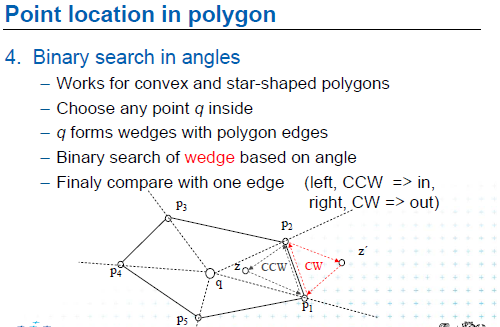 Point location in polygon
4. Binary search in angles
– Works for convex and star-shaped polygons
– Choose any point q inside
– q forms wedges with polygon edges
– Binary search of wedge based on angle
– Finaly compare with one edge (left, CCW => in,
right, CW => out)
p3
p2
z'
z
CCW
CW
p4
q
p1
p5